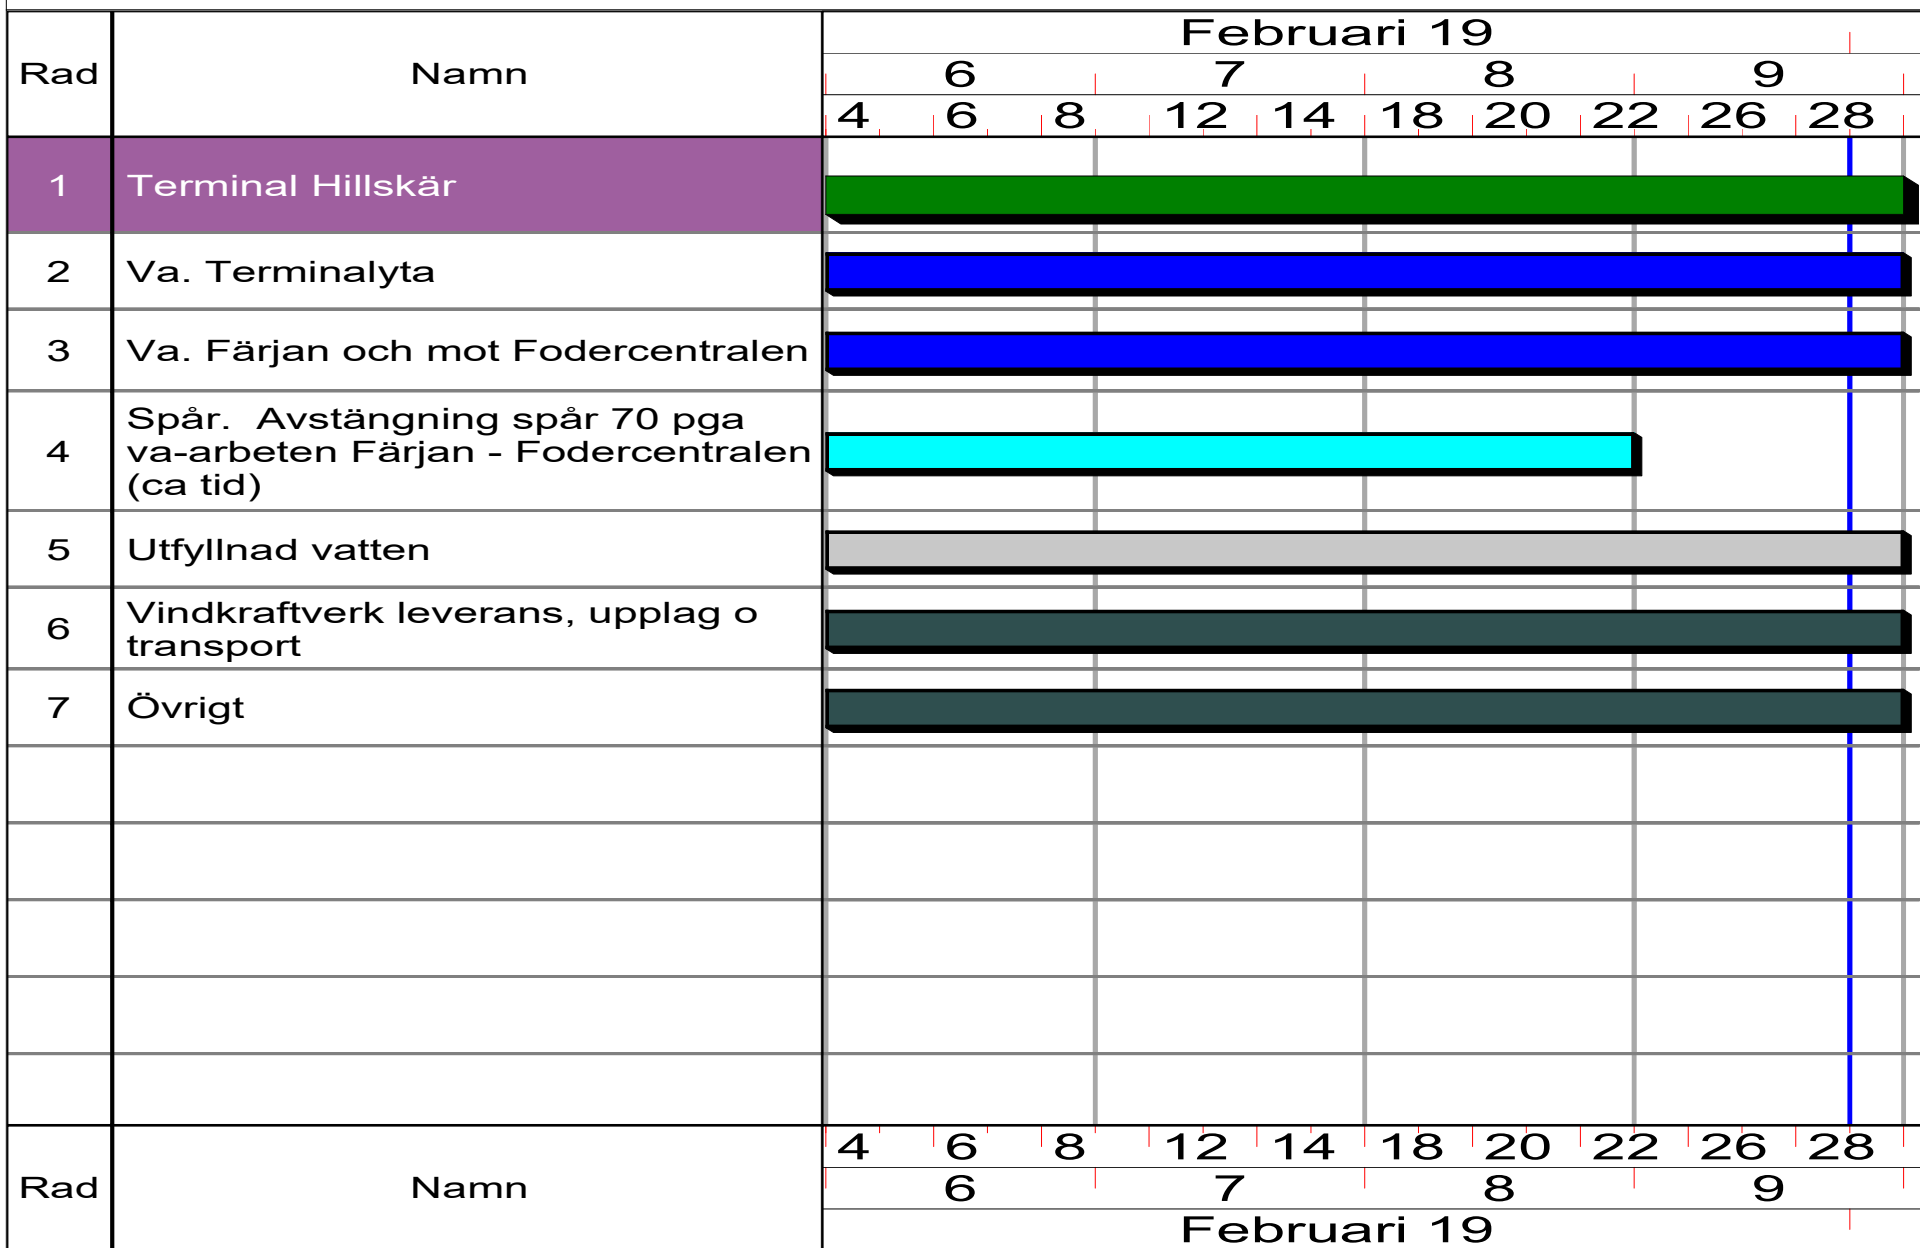 Rad Namn Februari 19
6 7 8 9
4 6 8 12 14 18 20 22 26 28
1 Terminal Hillskär
2 Va. Terminalyta
3 Va. Färjan och mot Fodercentralen
4 Spår.  Avstängning spår 70 pga
va-arbeten Färjan - Fodercentralen
(ca tid)
5 Utfyllnad vatten
6 Vindkraftverk leverans, upplag o
transport
7 Övrigt
4 6 8 12 14 18 20 22 26 28
Rad Namn 6 7 8 9
Februari 19